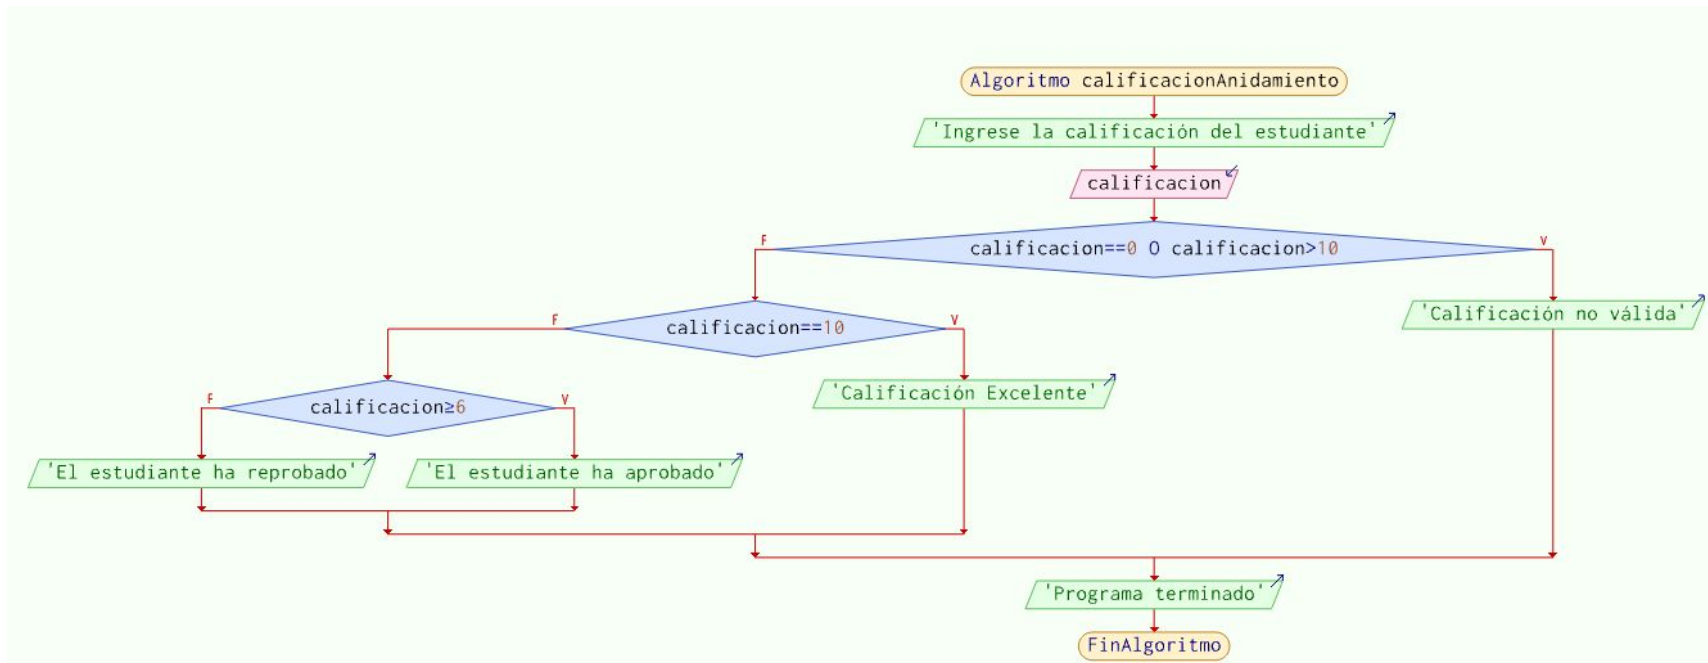 Algoritmo calificacionAnidamiento
'Ingrese la calificación del estudiante'
calificacion
calificacion==0 O calificacion>10
F
V
calificacion==10
F
V
'Calificación no válida'
calificacion≥6
F
V
'Calificación Excelente'
'El estudiante ha reprobado'
'El estudiante ha aprobado'
'Programa terminado'
FinAlgoritmo